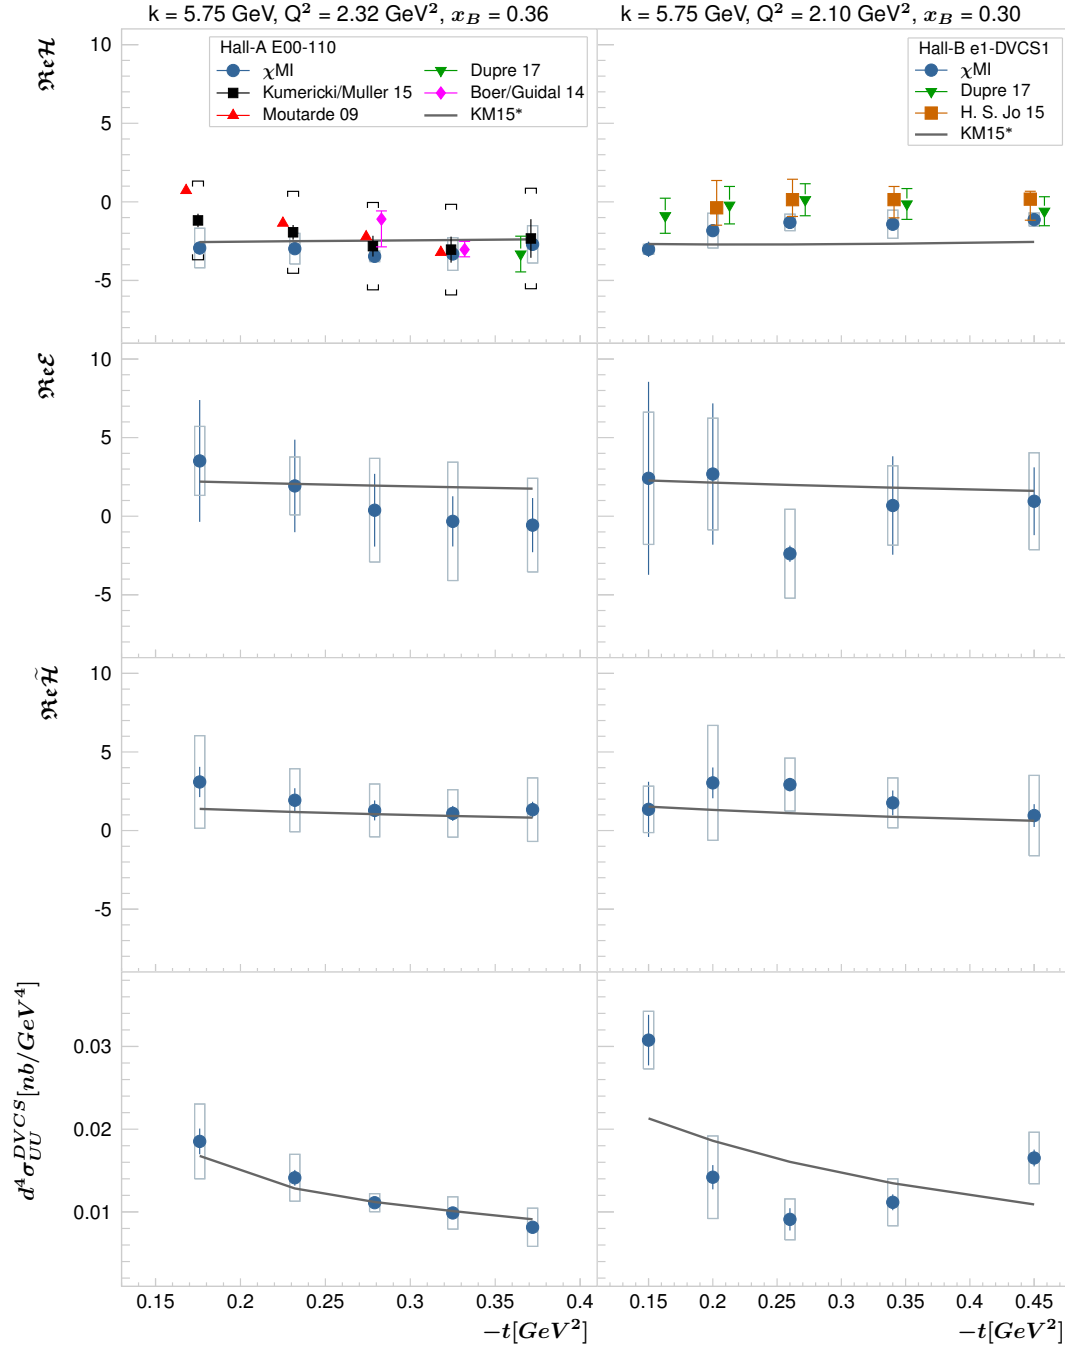 k = 5.75 GeV, Q² = 2.32 GeV², x_B = 0.36
k = 5.75 GeV, Q² = 2.10 GeV², x_B = 0.30
ℜeℋ
10
5
0
-5
Hall-A E00-110
χMI
Kumericki/Muller 15
Moutarde 09
Dupre 17
Boer/Guidal 14
KM15*
Hall-B e1-DVCS1
χMI
Dupre 17
H. S. Jo 15
KM15*
ℜeℰ
10
5
0
-5
ℜeℋ̃
10
5
0
-5
d⁴σ_UU^DVCS[nb/GeV⁴]
0.03
0.02
0.01
0.15 0.2 0.25 0.3 0.35 0.4
0.15 0.2 0.25 0.3 0.35 0.4 0.45
−t[GeV²]
−t[GeV²]